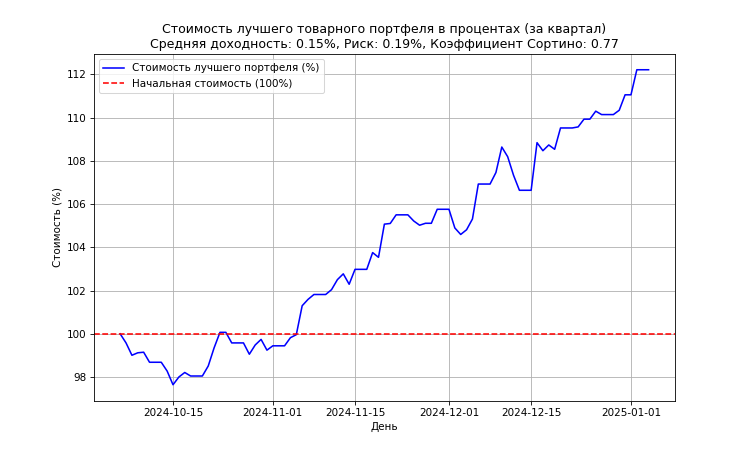 Стоимость лучшего товарного портфеля в процентах (за квартал)
Средняя доходность: 0.15%, Риск: 0.19%, Коэффициент Сортино: 0.77
Стоимость лучшего портфеля (%)
Начальная стоимость (100%)
Стоимость (%)
112
110
108
106
104
102
100
98
2024-10-15
2024-11-01
2024-11-15
2024-12-01
2024-12-15
2025-01-01
День